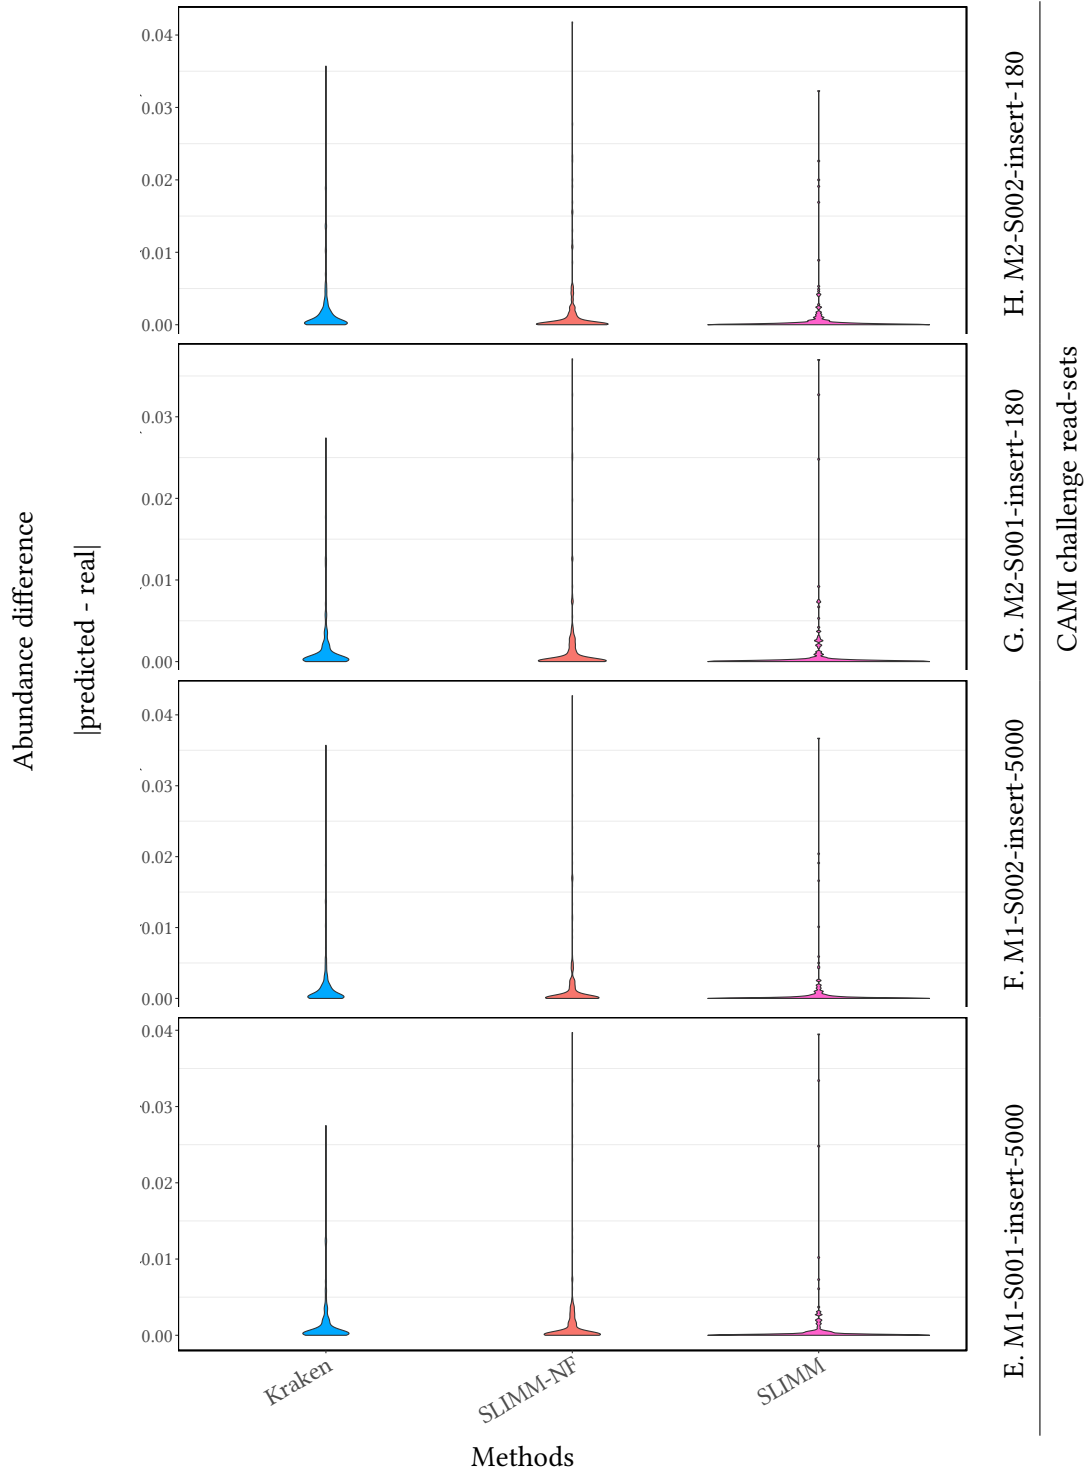 Abundance difference
|predicted - real|
0.04
0.03
0.02
0.01
0.00
H. M2-S002-insert-180
0.03
0.02
0.01
0.00
G. M2-S001-insert-180
CAMI challenge read-sets
0.04
0.03
0.02
0.01
0.00
F. M1-S002-insert-5000
0.04
0.03
0.02
0.01
0.00
E. M1-S001-insert-5000
Kraken
SLIMM-NF
SLIMM
Methods